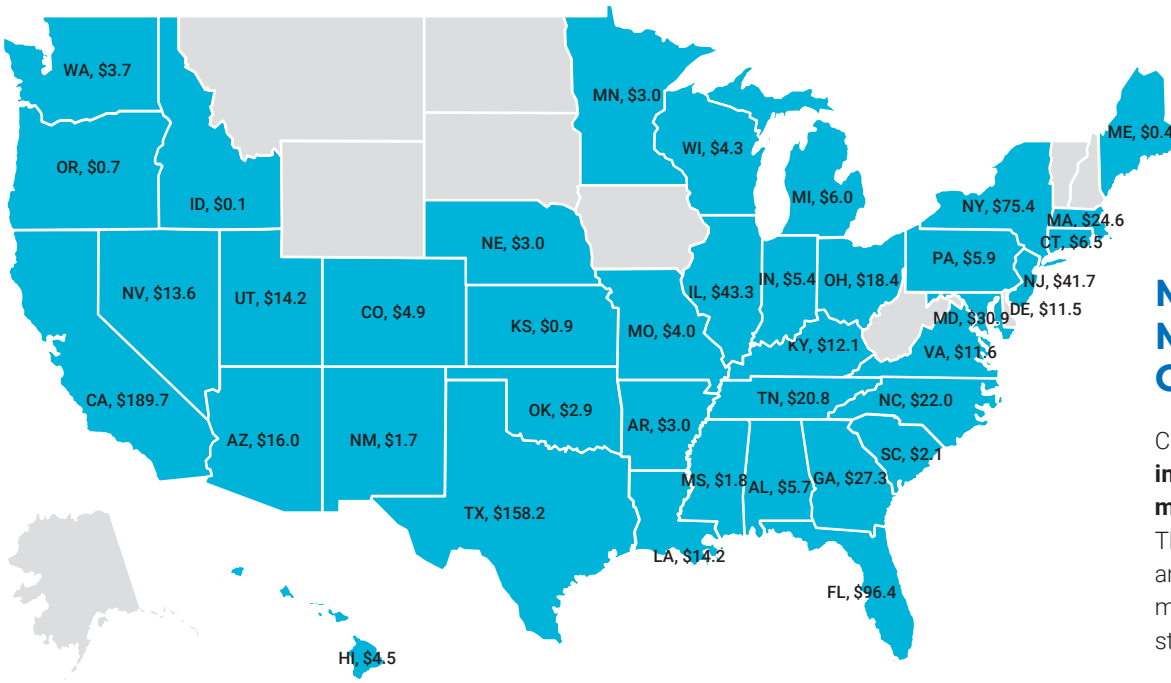 WA, $3.7
MN, $3.0
ME, $0.4
OR, $0.7
WI, $4.3
MI, $6.0
ID, $0.1
NY, $75.4
MA, $24.6
CT, $6.5
NE, $3.0
PA, $5.9
NV, $13.6
UT, $14.2
CO, $4.9
IL, $43.3
IN, $5.4
OH, $18.4
NJ, $41.7
DE, $11.5
MD, $30.9
KS, $0.9
MO, $4.0
KY, $12.1
VA, $11.6
CA, $189.7
AZ, $16.0
NM, $1.7
OK, $2.9
AR, $3.0
TN, $20.8
NC, $22.0
SC, $2.1
MS, $1.8
AL, $5.7
GA, $27.3
TX, $158.2
LA, $14.2
FL, $96.4
HI, $4.5